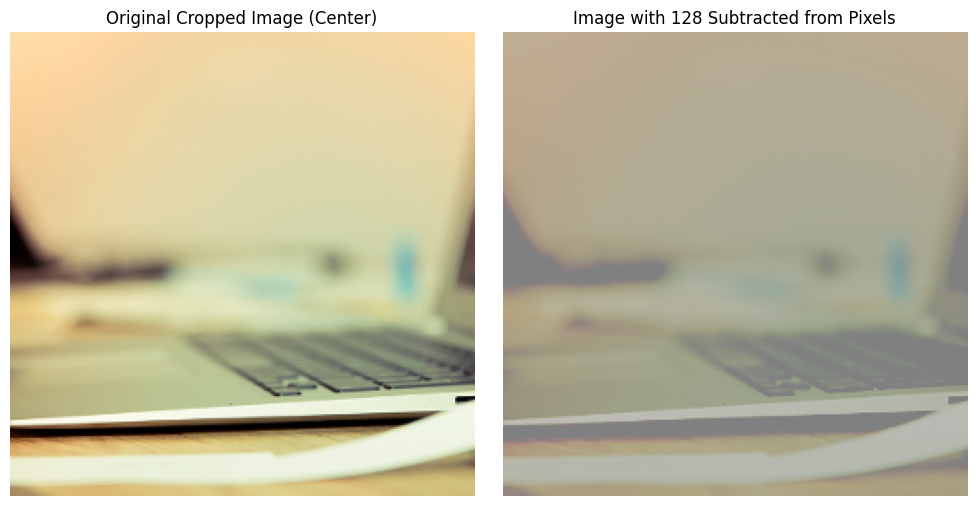 Original Cropped Image (Center)
Image with 128 Subtracted from Pixels